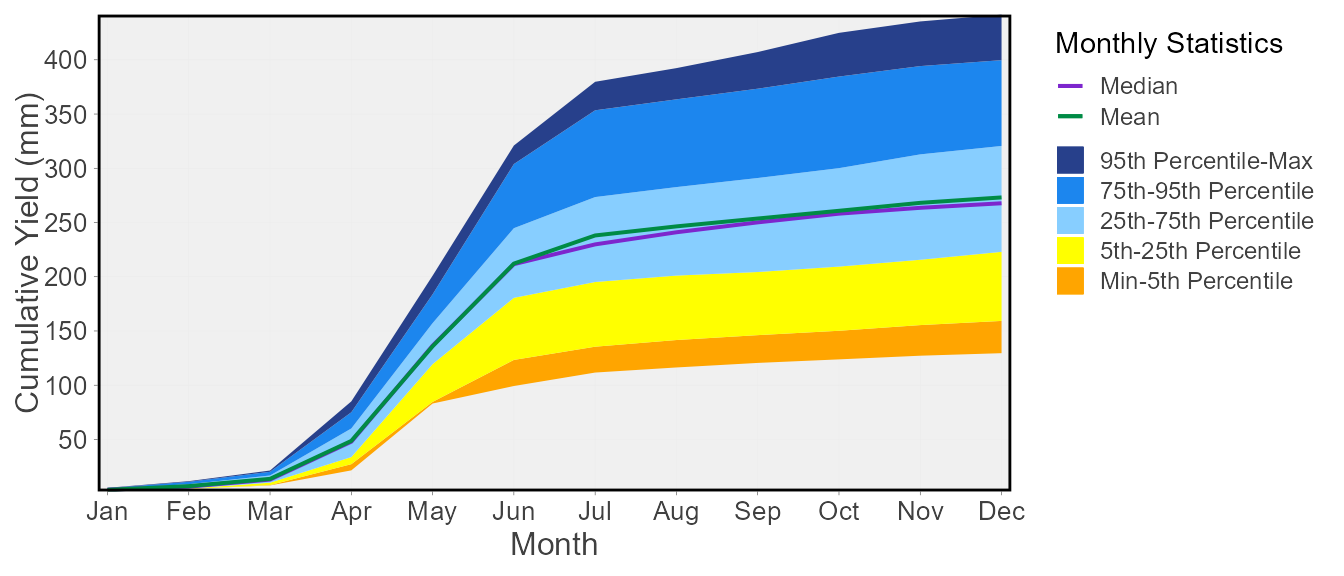 Cumulative Yield (mm)
400
350
300
250
200
150
100
50
Jan Feb Mar Apr May Jun Jul Aug Sep Oct Nov Dec
Month
Monthly Statistics
Median
Mean
95th Percentile-Max
75th-95th Percentile
25th-75th Percentile
5th-25th Percentile
Min-5th Percentile